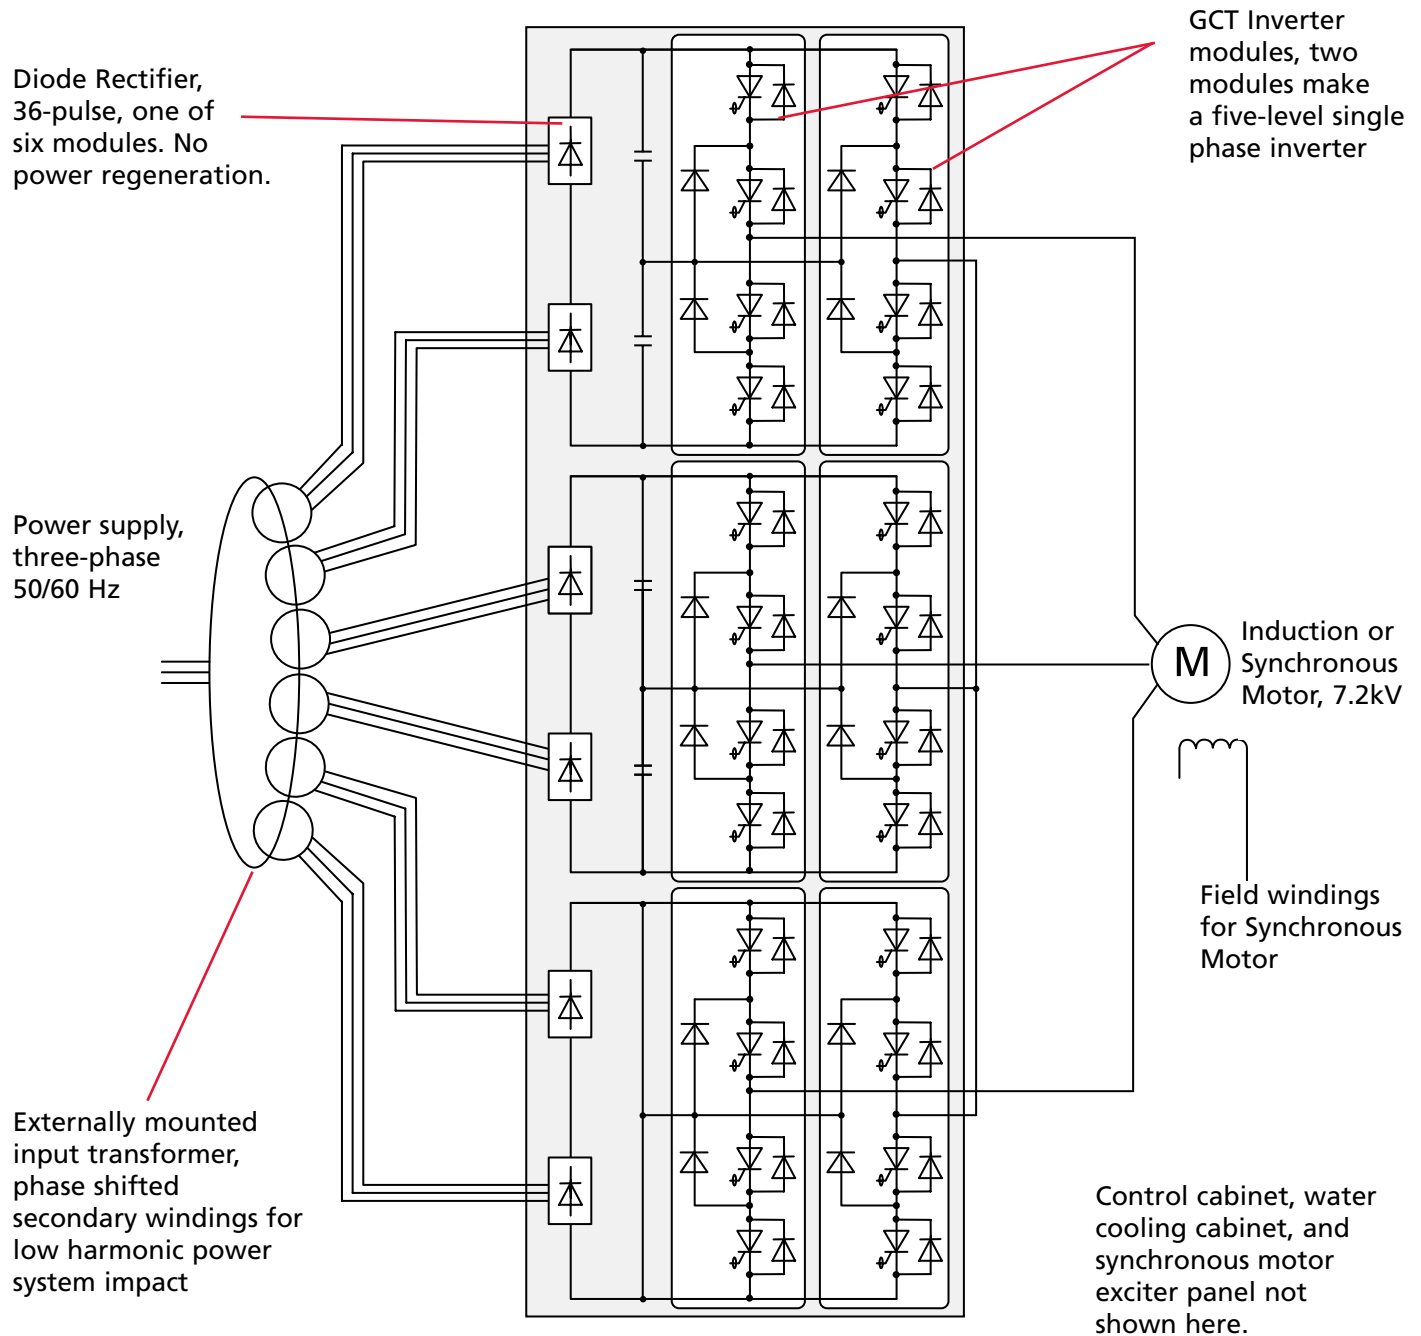 GCT Inverter
modules, two
modules make
a five-level single
phase inverter
Diode Rectifier,
36-pulse, one of
six modules. No
power regeneration.
Power supply,
three-phase
50/60 Hz
M
Induction or
Synchronous
Motor, 7.2kV
Field windings
for Synchronous
Motor
Externally mounted
input transformer,
phase shifted
secondary windings for
low harmonic power
system impact
Control cabinet, water
cooling cabinet, and
synchronous motor
exciter panel not
shown here.